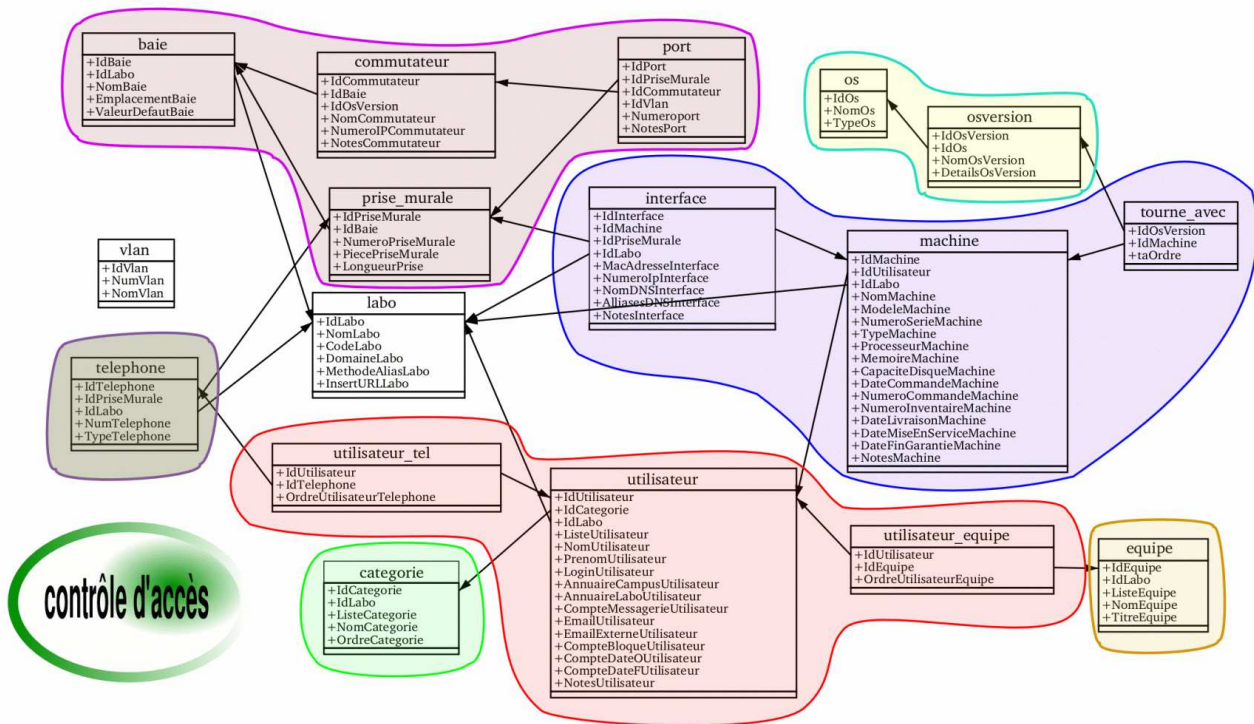 baie
+IdBaie
+IdLabo
+NomBaie
+EmplacementBaie
+ValeurDefautBaie
commutateur
+IdCommutateur
+IdBaie
+IdOsVersion
+NomCommutateur
+NumeroIPCommutateur
+NotesCommutateur
port
+IdPort
+IdPriseMurale
+IdCommutateur
+IdVlan
+Numeroport
+NotesPort
os
+IdOs
+NomOs
+TypeOs
osversion
+IdOsVersion
+IdOs
+NomOsVersion
+DetailsOsVersion
prise_murale
+IdPriseMurale
+IdBaie
+NumeroPriseMurale
+PiecePriseMurale
+LongueurPrise
interface
+IdInterface
+IdMachine
+IdPriseMurale
+IdLabo
+MacAdresseInterface
+NumeroIpInterface
+NomDNSInterface
+AlliasesDNSInterface
+NotesInterface
tourne_avec
+IdOsVersion
+IdMachine
+taOrdre
machine
+IdMachine
+IdUtilisateur
+IdLabo
+NomMachine
+ModeleMachine
+NumeroSerieMachine
+TypeMachine
+ProcesseurMachine
+MemoireMachine
+CapaciteDisqueMachine
+DateCommandeMachine
+NumeroCommandeMachine
+NumeroInventaireMachine
+DateLivraisonMachine
+DateMiseEnServiceMachine
+DateFinGarantieMachine
+NotesMachine
vlan
+IdVlan
+NumVlan
+NomVlan
labo
+IdLabo
+NomLabo
+CodeLabo
+DomaineLabo
+MethodeAliasLabo
+InsertURLLabo
telephone
+IdTelephone
+IdPriseMurale
+IdLabo
+NumTelephone
+TypeTelephone
utilisateur_tel
+IdUtilisateur
+IdTelephone
+OrdreUtilisateurTelephone
utilisateur
+IdUtilisateur
+IdCategorie
+IdLabo
+ListeUtilisateur
+NomUtilisateur
+PrenomUtilisateur
+LoginUtilisateur
+AnnuaireCampusUtilisateur
+AnnuaireLaboUtilisateur
+CompteMessagerieUtilisateur
+EmailUtilisateur
+EmailExterneUtilisateur
+CompteBloqueUtilisateur
+CompteDateOUtilisateur
+CompteDateFUtilisateur
+NotesUtilisateur
utilisateur_equipe
+IdUtilisateur
+IdEquipe
+OrdreUtilisateurEquipe
equipe
+IdEquipe
+IdLabo
+ListeEquipe
+NomEquipe
+TitreEquipe
contrôle d'accès
categorie
+IdCategorie
+IdLabo
+ListeCategorie
+NomCategorie
+OrdreCategorie